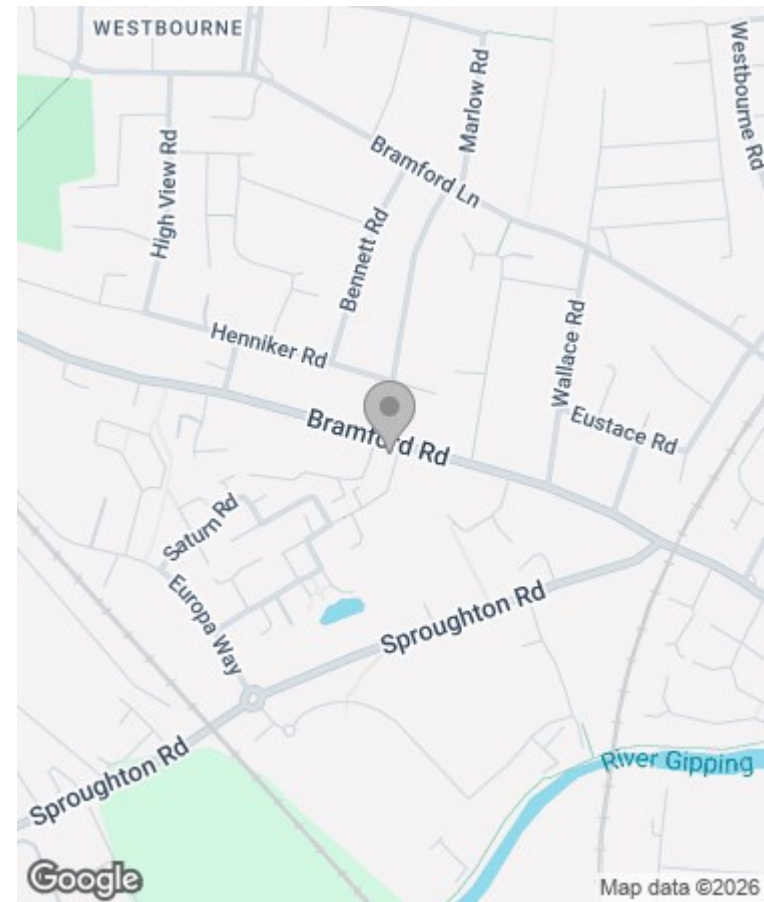 WESTBOURNE
Westbourne Rd
Marlow Rd
Bramford Ln
High View Rd
Bennett Rd
Henniker Rd
Wallace Rd
Eustace Rd
Bramford Rd
Saturn Rd
Europa Way
Sproughton Rd
Sproughton Rd
River Gipping
Google
Map data ©2026